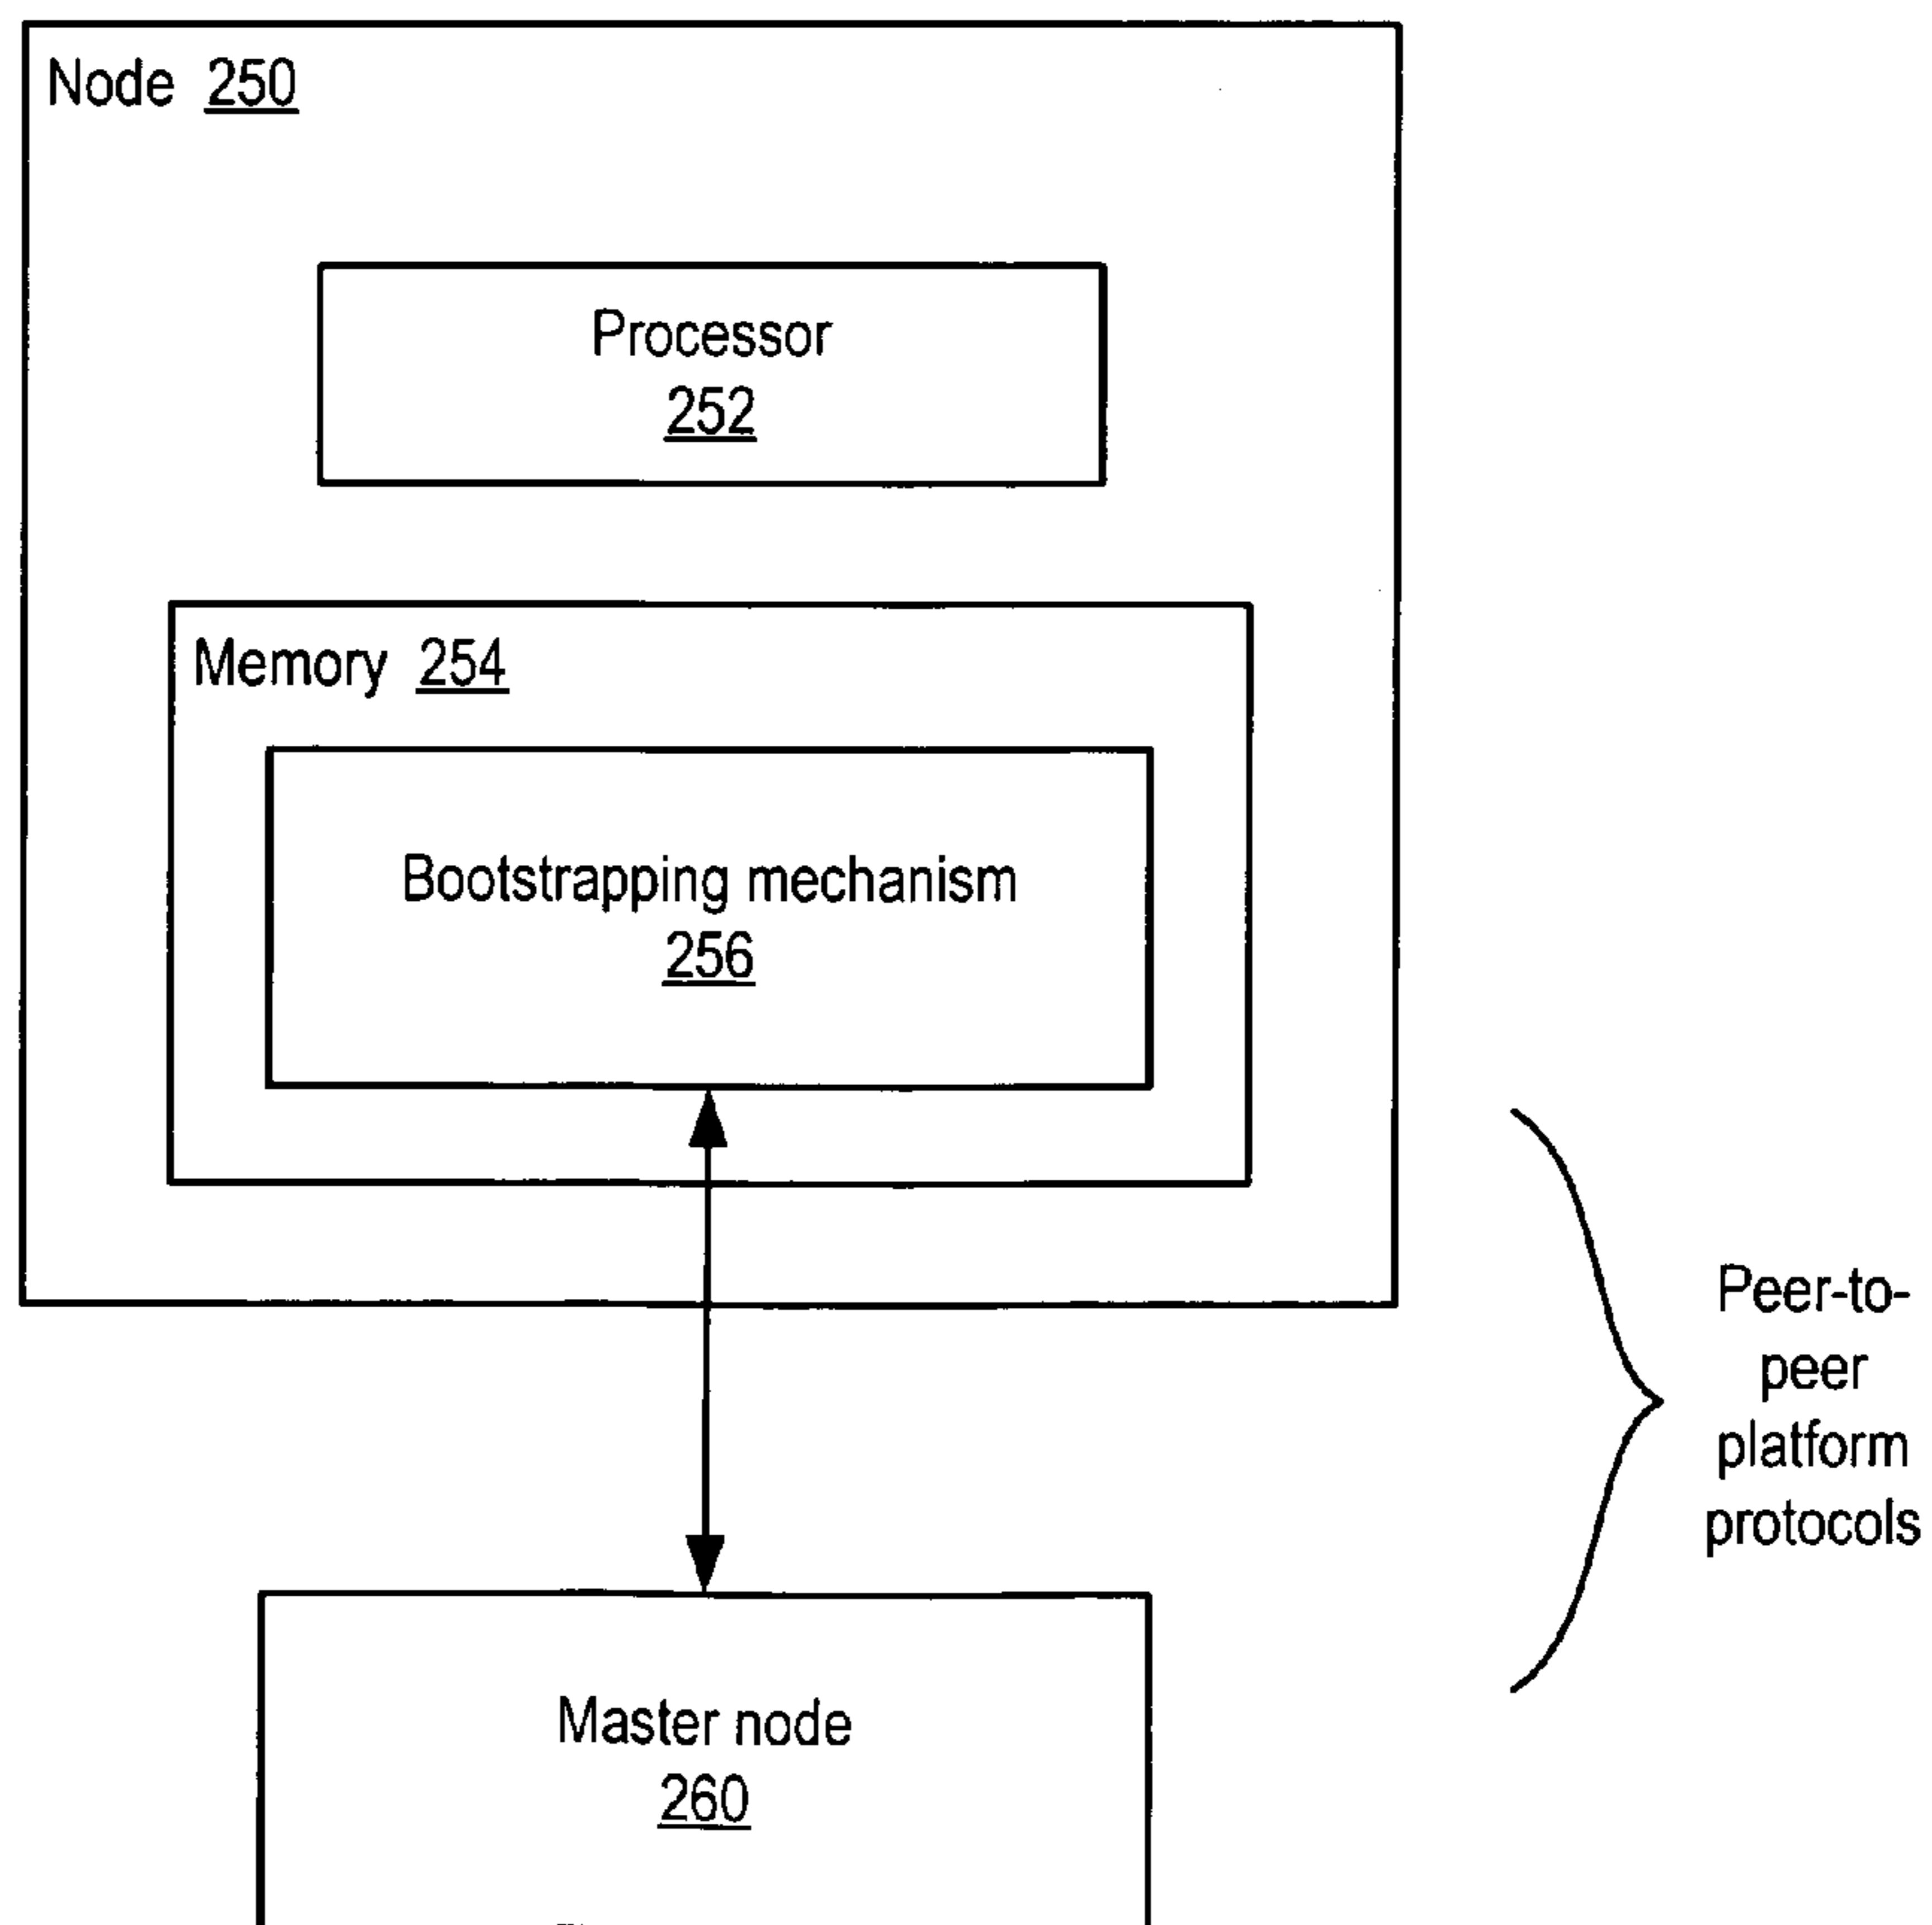 Node 250
Processor
252
Memory 254
Bootstrapping mechanism
256
Peer-to-
peer
platform
protocols
Master node
260